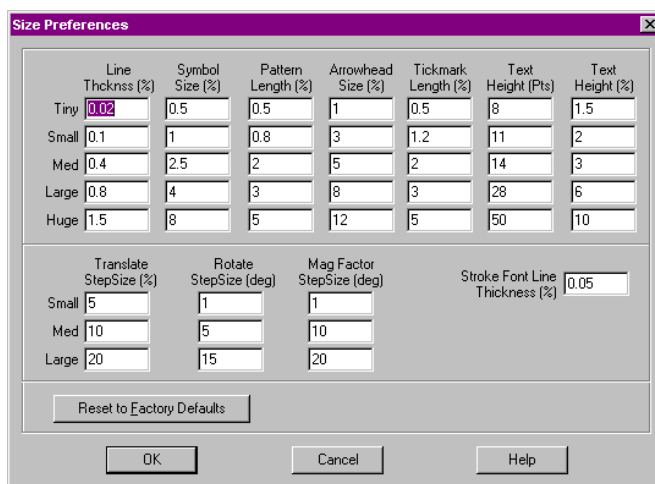 Size Preferences
Line Symbol Pattern Arrowhead Tickmark Text Text
Thcknss (%) Size (%) Length (%) Size (%) Length (%) Height (Pts) Height (%)
Tiny 0.02 0.5 0.5 1 0.5 8 1.5
Small 0.1 1 0.8 3 1.2 11 2
Med 0.4 2.5 2 5 2 14 3
Large 0.8 4 3 8 3 28 6
Huge 1.5 8 5 12 5 50 10
Translate Rotate Mag Factor
StepSize (%) StepSize (deg) StepSize (deg)
Stroke Font Line
Thickness (%) 0.05
Small 5 1 1
Med 10 5 10
Large 20 15 20
Reset to Factory Defaults
OK Cancel Help